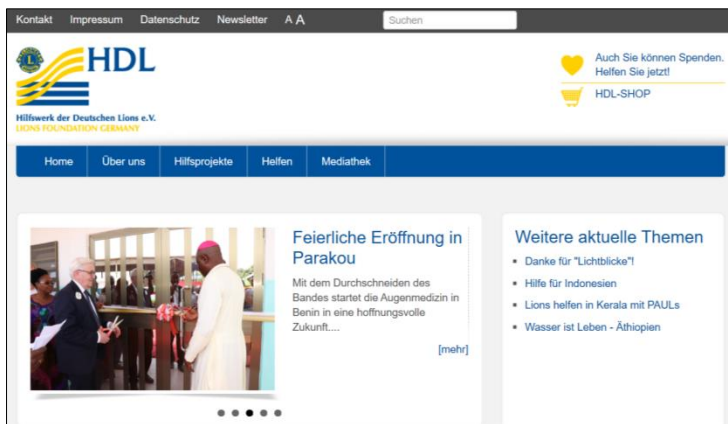 Kontakt Impressum Datenschutz Newsletter A A Suchen
HDL
Hilfswerk der Deutschen Lions e.V.
LIONS FOUNDATION GERMANY
Auch Sie können Spenden.
Helfen Sie jetzt!
HDL-SHOP
Home Über uns Hilfsprojekte Helfen Mediathek
Feierliche Eröffnung in
Parakou
Mit dem Durchschneiden des
Bandes startet die Augenmedizin in
Benin in eine hoffnungsvolle
Zukunft....
[mehr]
Weitere aktuelle Themen
Danke für "Lichtblicke"!
Hilfe für Indonesien
Lions helfen in Kerala mit PAULs
Wasser ist Leben - Äthiopien